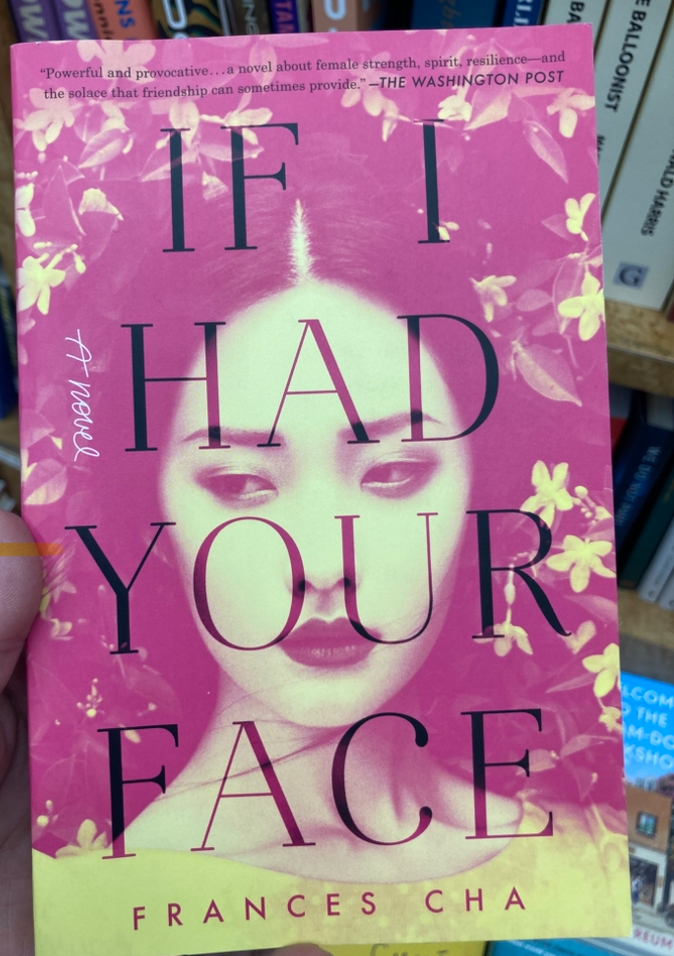 “Powerful and provocative...a novel about female strength, spirit, resilience—and
the solace that friendship can sometimes provide.” —THE WASHINGTON POST
IF I
HAD
A novel
YOUR
FACE
FRANCES CHA
BALLOONIST
HARRIS
G